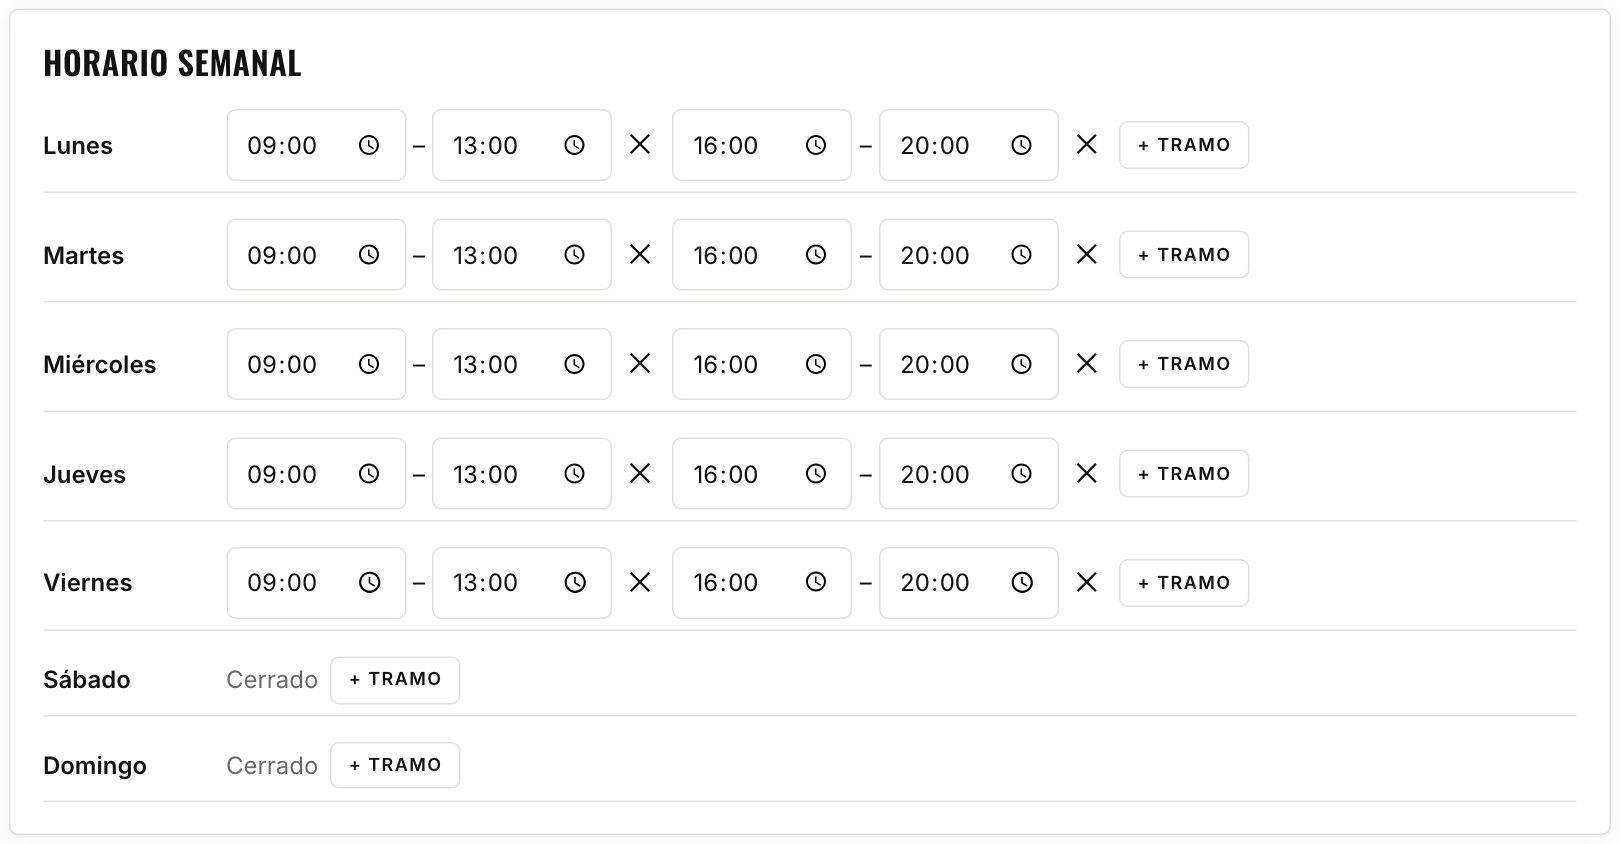 HORARIO SEMANAL
Lunes 09:00 – 13:00 16:00 – 20:00 + TRAMO
Martes 09:00 – 13:00 16:00 – 20:00 + TRAMO
Miércoles 09:00 – 13:00 16:00 – 20:00 + TRAMO
Jueves 09:00 – 13:00 16:00 – 20:00 + TRAMO
Viernes 09:00 – 13:00 16:00 – 20:00 + TRAMO
Sábado Cerrado + TRAMO
Domingo Cerrado + TRAMO